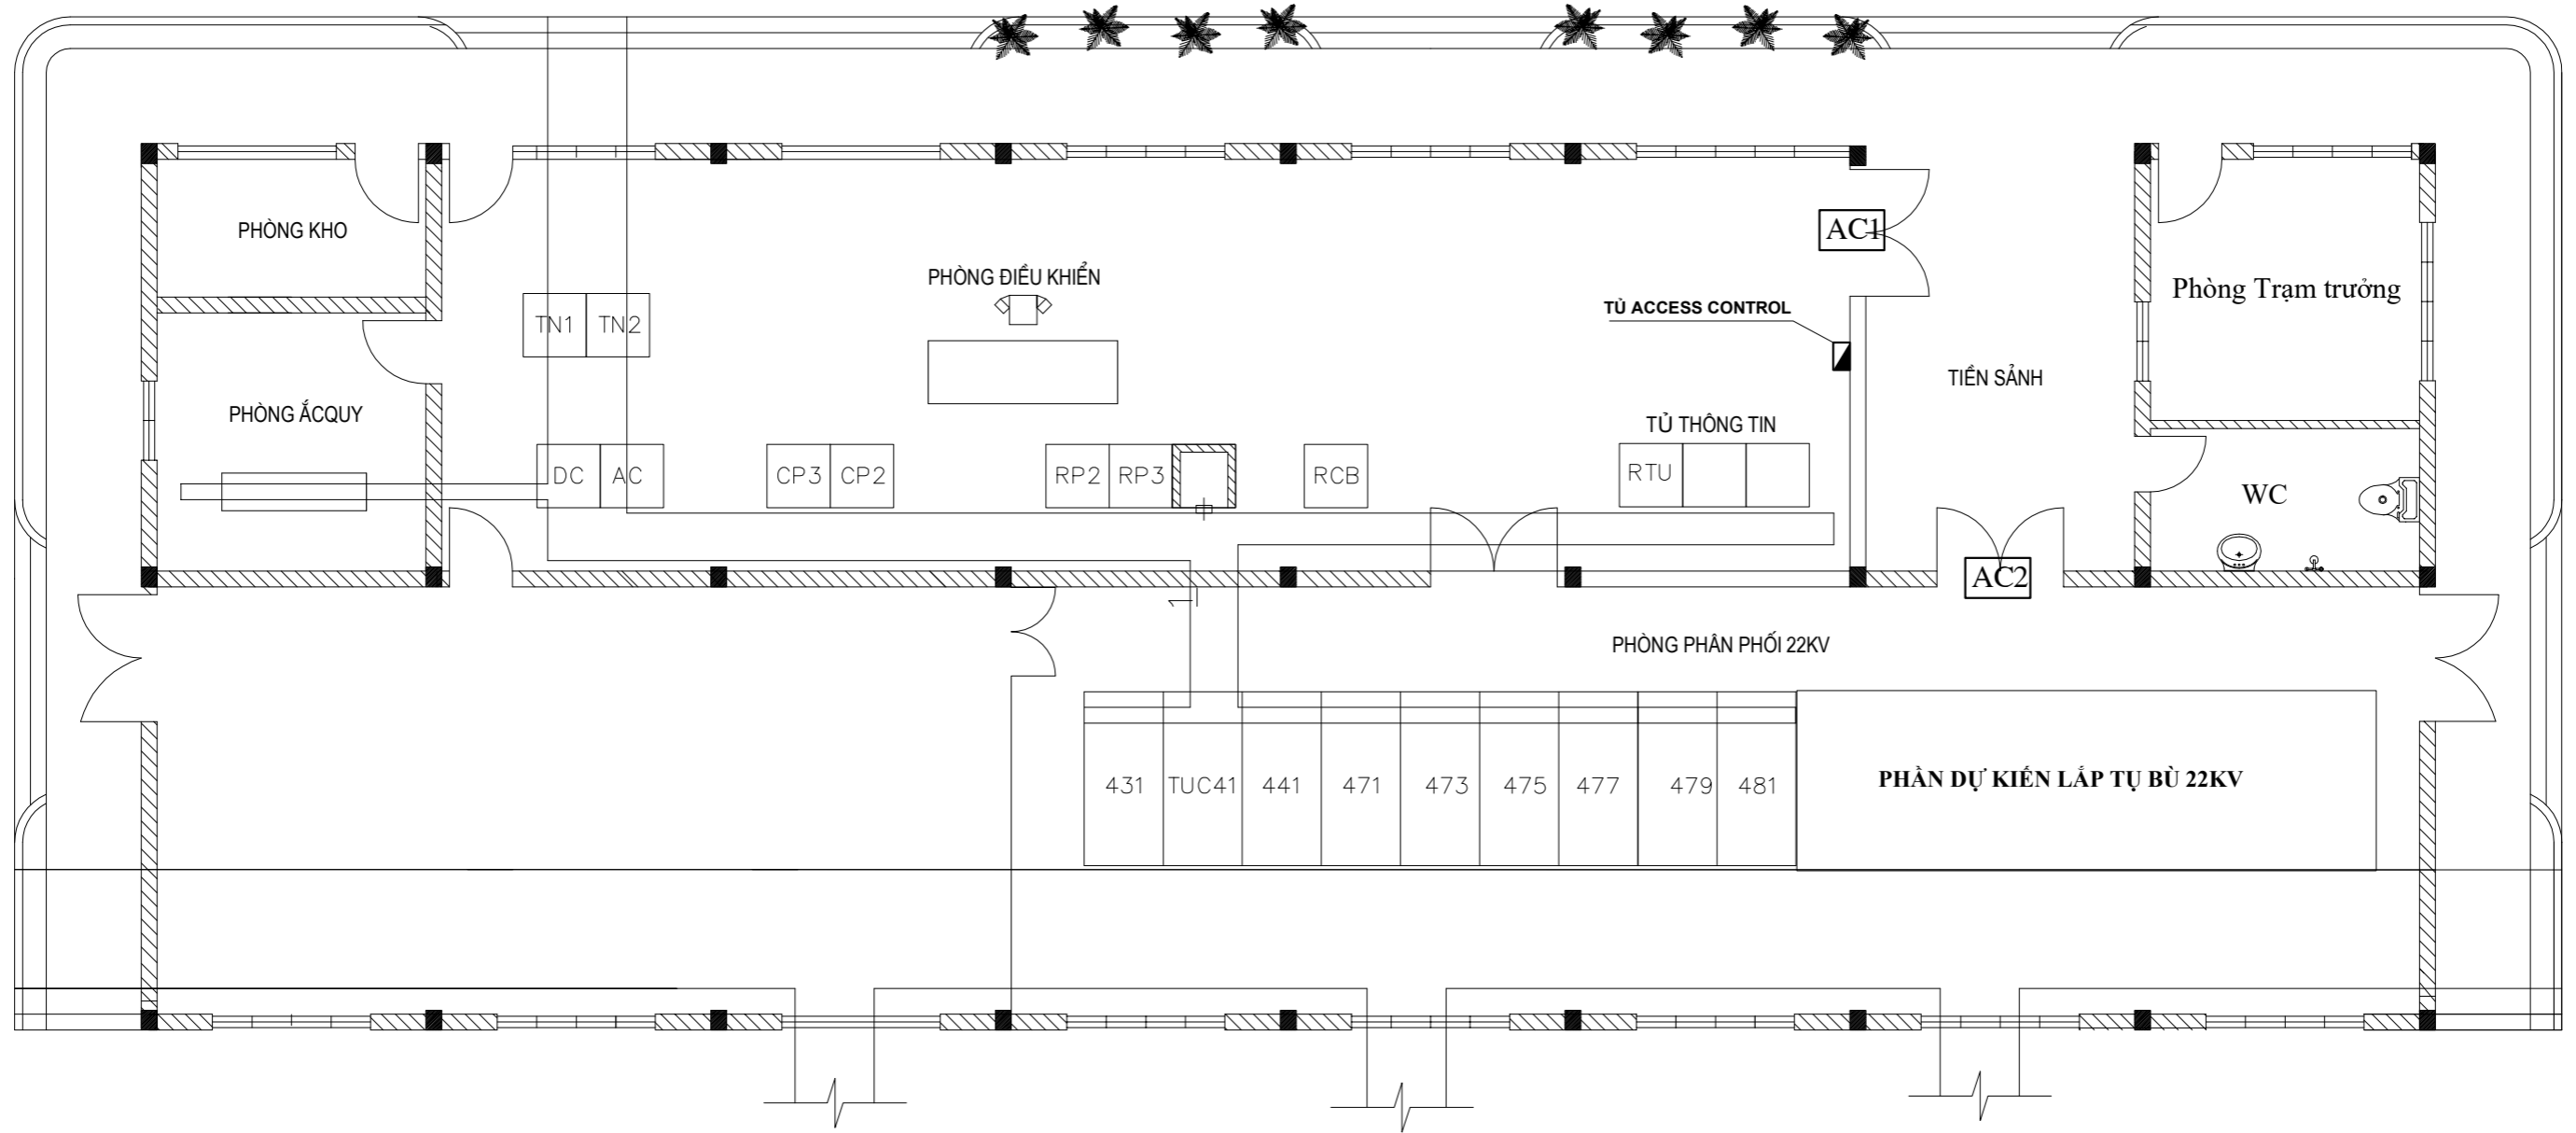 PHÒNG KHO
AC1
PHÒNG ĐIỀU KHIỂN
Phòng Trạm trưởng
TỦ ACCESS CONTROL
TN1 TN2
TIỀN SẢNH
PHÒNG ẮCQUY
TỦ THÔNG TIN
DC AC CP3 CP2 RP2 RP3 RCB RTU
WC
AC2
PHÒNG PHÂN PHỐI 22KV
431 TUC41 441 471 473 475 477 479 481
PHẦN DỰ KIẾN LẮP TỤ BÙ 22KV